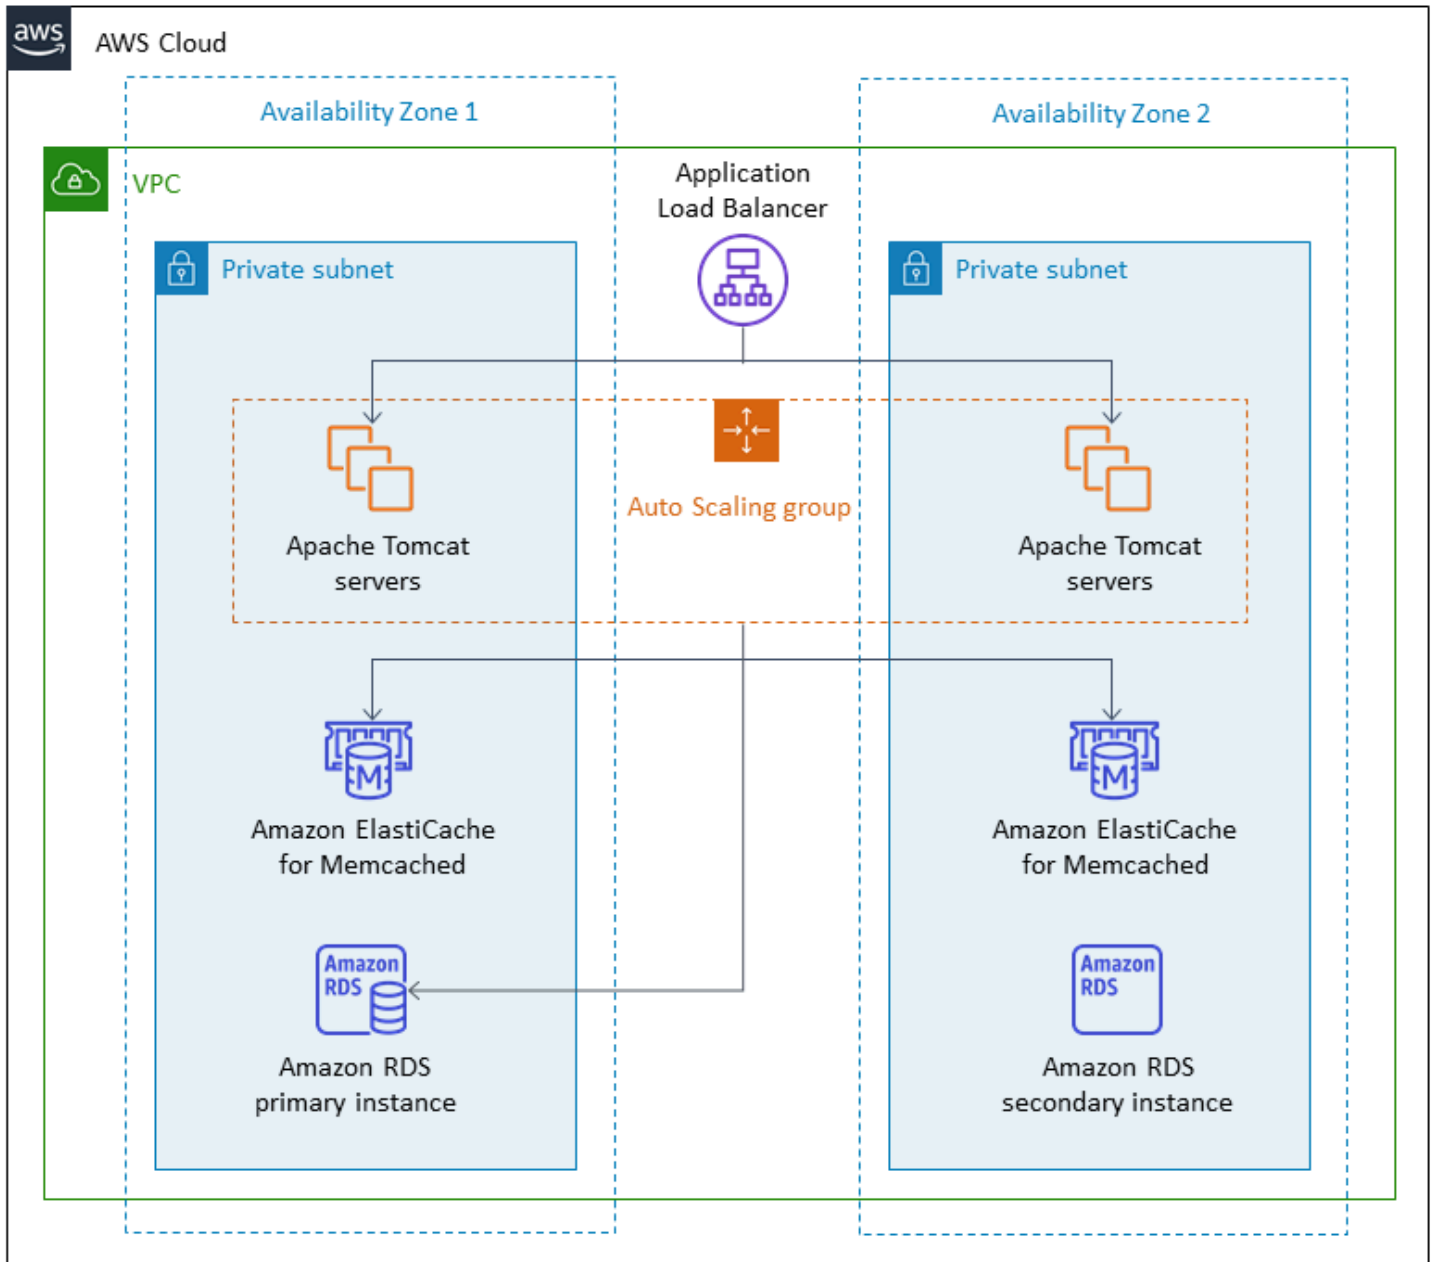 aws
AWS Cloud
Availability Zone 1
Availability Zone 2
VPC
Application
Load Balancer
Private subnet
Private subnet
Auto Scaling group
Apache Tomcat
servers
Apache Tomcat
servers
M
M
Amazon ElastiCache
for Memcached
Amazon ElastiCache
for Memcached
Amazon
RDS
Amazon
RDS
Amazon RDS
primary instance
Amazon RDS
secondary instance